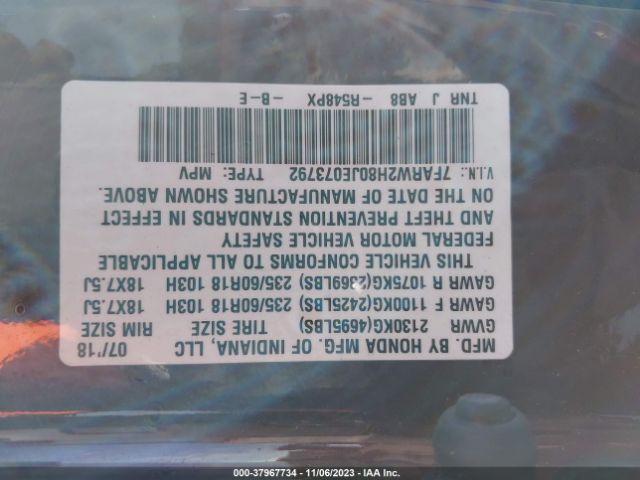 MFD. BY HONDA MFG. OF INDIANA, LLC 07/'18
GVWR 2130KG(4695LBS) TIRE SIZE RIM SIZE
GAWR F 1100KG(2425LBS) 235/60R18 103H 18X7.5J
GAWR R 1075KG(2369LBS) 235/60R18 103H 18X7.5J
THIS VEHICLE CONFORMS TO ALL APPLICABLE
FEDERAL MOTOR VEHICLE SAFETY
AND THEFT PREVENTION STANDARDS IN EFFECT
ON THE DATE OF MANUFACTURE SHOWN ABOVE.
V.I.N.: 7FARW2H80JE073792 TYPE: MPV
TNR J AB8 -R548PX -B-E
000-37967734 - 11/06/2023 - IAA Inc.